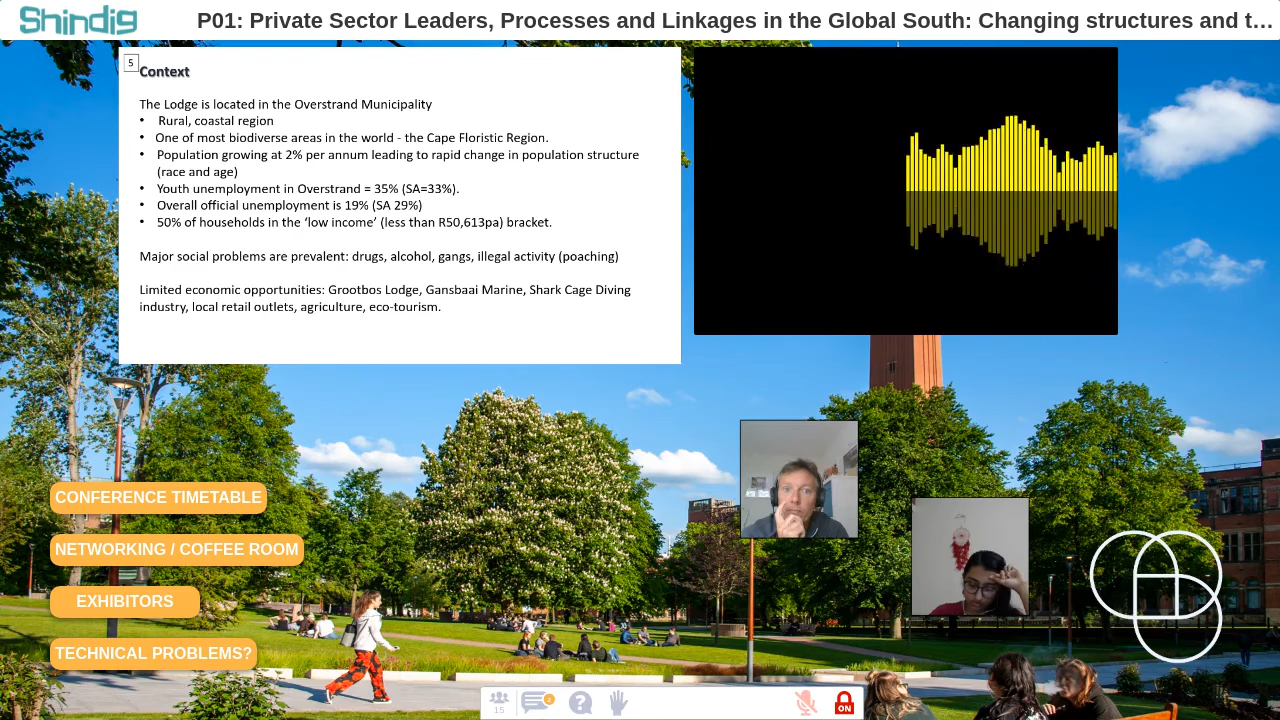 Shindig
P01: Private Sector Leaders, Processes and Linkages in the Global South: Changing structures and t…
5
Context
The Lodge is located in the Overstrand Municipality
• Rural, coastal region
• One of most biodiverse areas in the world - the Cape Floristic Region.
• Population growing at 2% per annum leading to rapid change in population structure
(race and age)
• Youth unemployment in Overstrand = 35% (SA=33%).
• Overall official unemployment is 19% (SA 29%)
• 50% of households in the ‘low income’ (less than R50,613pa) bracket.
Major social problems are prevalent: drugs, alcohol, gangs, illegal activity (poaching)
Limited economic opportunities: Grootbos Lodge, Gansbaai Marine, Shark Cage Diving
industry, local retail outlets, agriculture, eco-tourism.
CONFERENCE TIMETABLE
NETWORKING / COFFEE ROOM
EXHIBITORS
TECHNICAL PROBLEMS?
15
ON